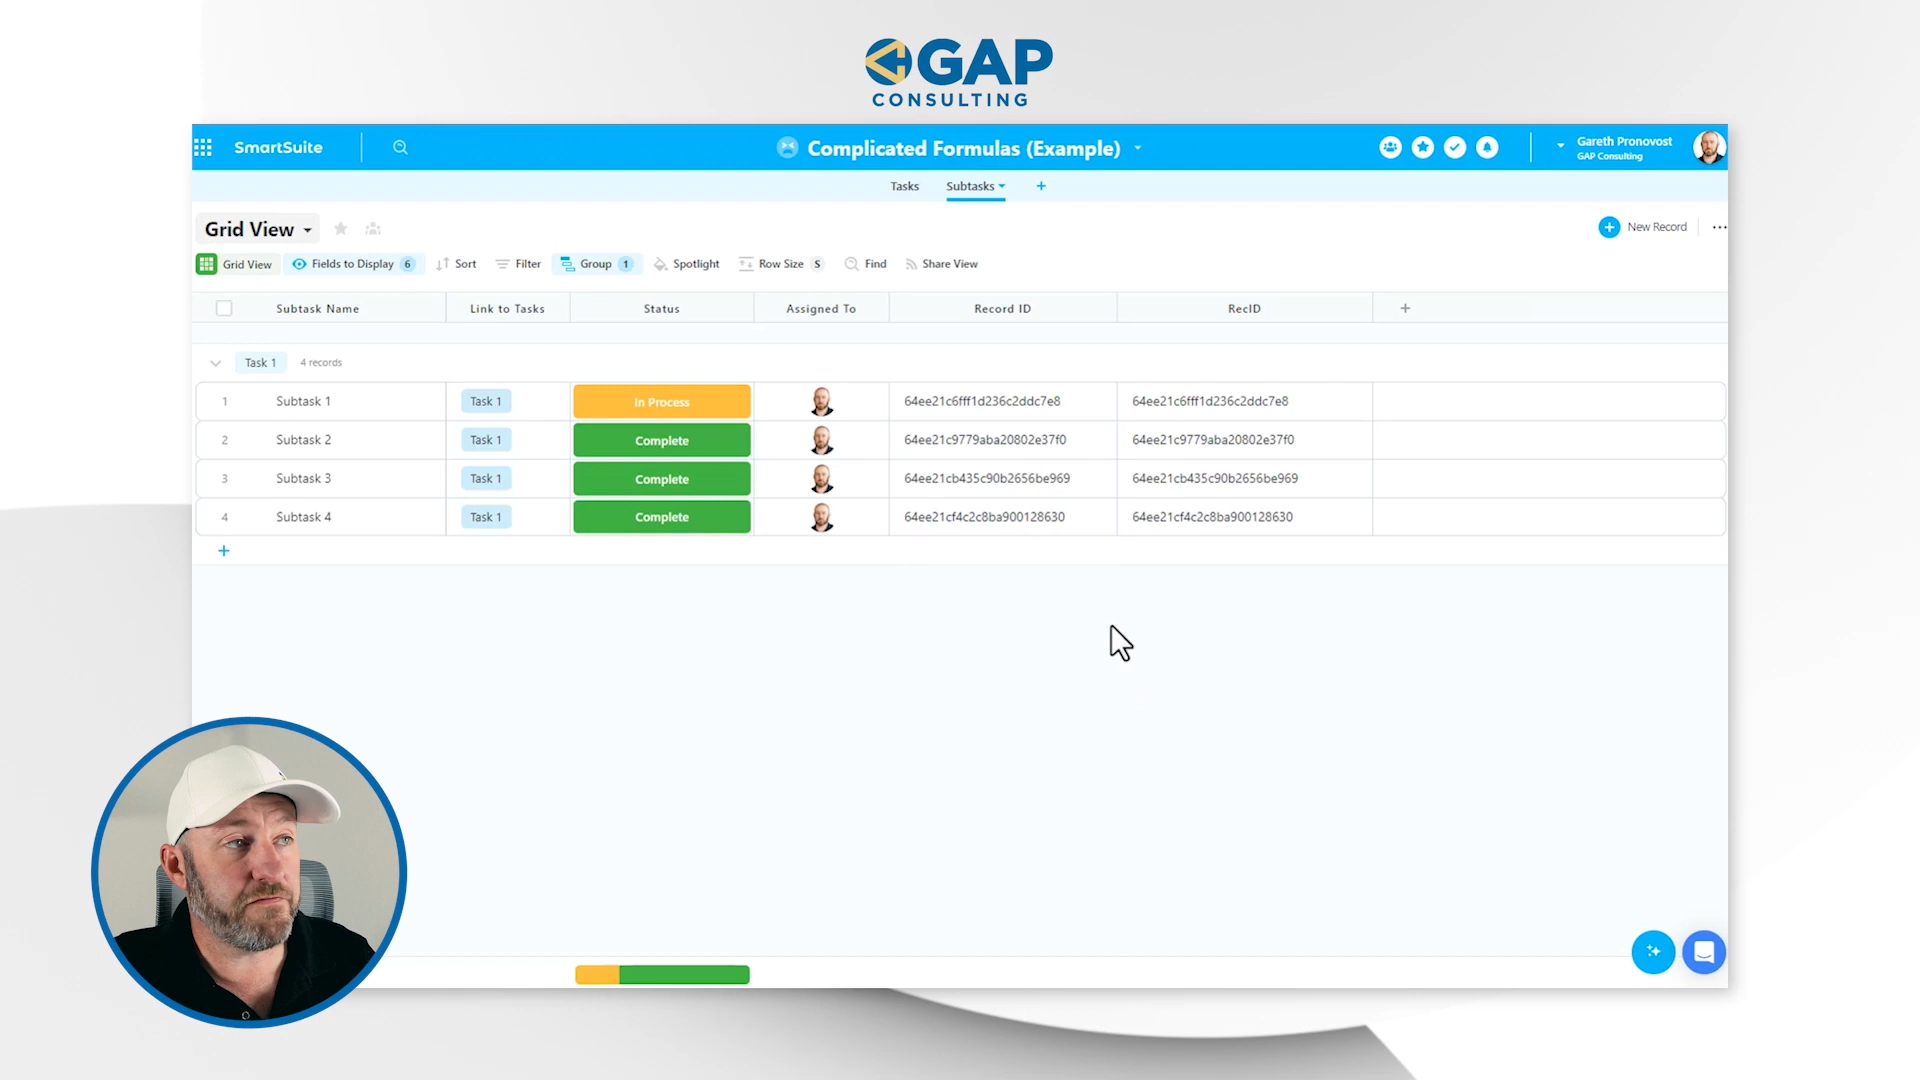 GAP
CONSULTING
SmartSuite
Complicated Formulas (Example)
Gareth Pronovost
GAP Consulting
Tasks
Subtasks
Grid View
New Record
Grid View
Fields to Display 6
Sort
Filter
Group 1
Spotlight
Row Size S
Find
Share View
Subtask Name Link to Tasks Status Assigned To Record ID RecID
Task 1 4 records
1 Subtask 1 Task 1 In Process 64ee21c6fff1d236c2ddc7e8 64ee21c6fff1d236c2ddc7e8
2 Subtask 2 Task 1 Complete 64ee21c9779aba20802e37f0 64ee21c9779aba20802e37f0
3 Subtask 3 Task 1 Complete 64ee21cb435c90b2656be969 64ee21cb435c90b2656be969
4 Subtask 4 Task 1 Complete 64ee21cf4c2c8ba900128630 64ee21cf4c2c8ba900128630